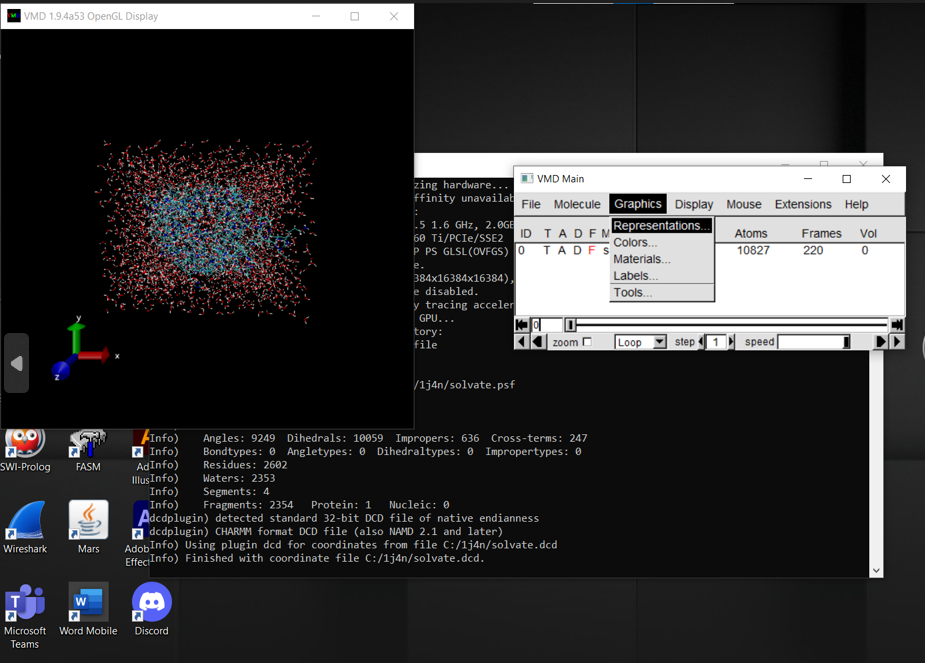 VMD 1.9.4a53 OpenGL Display
y
x
z
zing hardware...
ffinity unavailab
:
.5 1.6 GHz, 2.0GB
60 Ti/PCIe/SSE2
P PS GLSL(OVFGS)
e.
384x16384x16384),
e disabled.
y tracing acceler
GPU...
tory:
file
/1j4n/solvate.psf
VMD Main
File Molecule Graphics Display Mouse Extensions Help
ID T A D F M Atoms Frames Vol
0 T A D F s 10827 220 0
Representations...
Colors...
Materials...
Labels...
Tools...
0
zoom Loop step 1 speed
Info) Angles: 9249 Dihedrals: 10059 Impropers: 636 Cross-terms: 247
Info) Bondtypes: 0 Angletypes: 0 Dihedraltypes: 0 Impropertypes: 0
Info) Residues: 2602
Info) Waters: 2353
Info) Segments: 4
Info) Fragments: 2354 Protein: 1 Nucleic: 0
dcdplugin) detected standard 32-bit DCD file of native endianness
dcdplugin) CHARMM format DCD file (also NAMD 2.1 and later)
Info) Using plugin dcd for coordinates from file C:/1j4n/solvate.dcd
Info) Finished with coordinate file C:/1j4n/solvate.dcd.
SWI-Prolog
FASM
Ad
Illus
Wireshark
Mars
Adob
Effec
Microsoft
Teams
Word Mobile
Discord